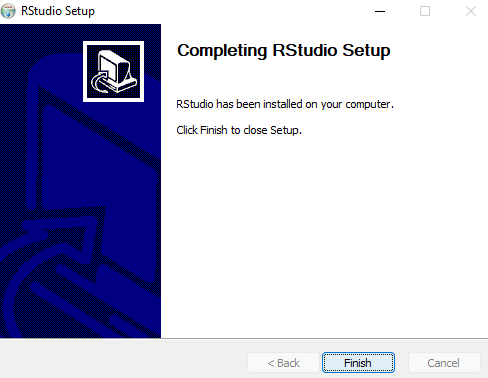 RStudio Setup
Completing RStudio Setup
RStudio has been installed on your computer.
Click Finish to close Setup.
< Back
Finish
Cancel